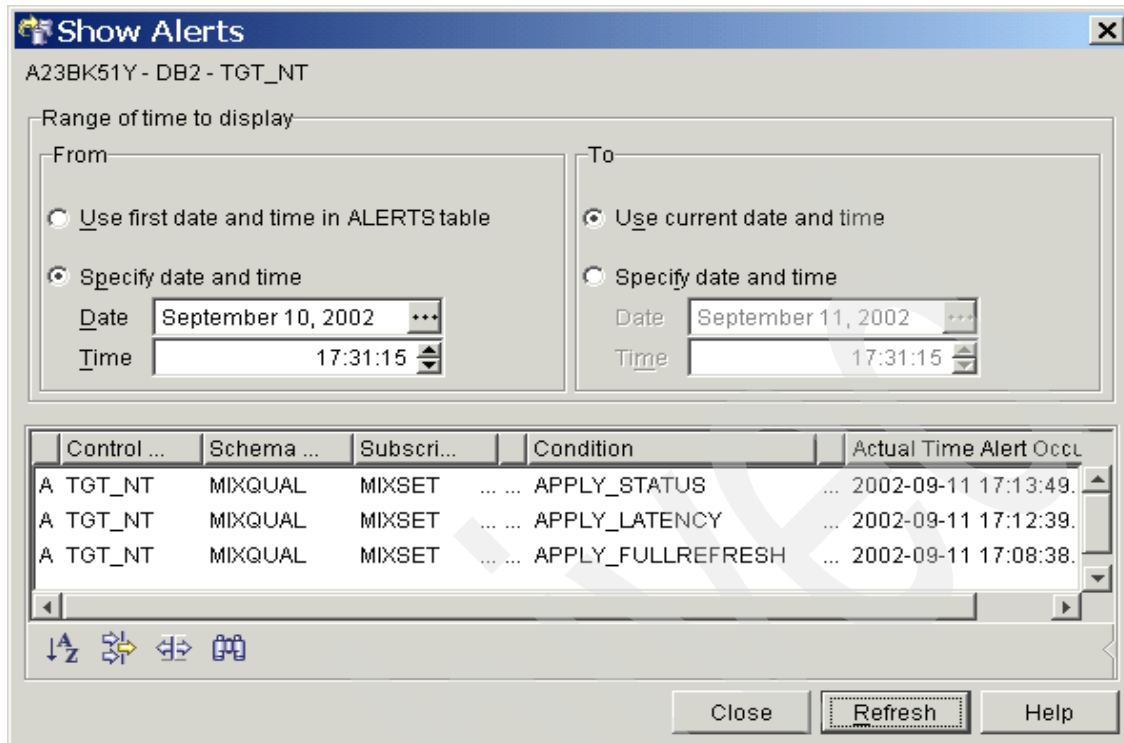 Show Alerts
A23BK51Y - DB2 - TGT_NT
Range of time to display
From
Use first date and time in ALERTS table
Specify date and time
Date September 10, 2002 ...
Time 17:31:15
To
Use current date and time
Specify date and time
Date September 11, 2002 ...
Time 17:31:15
Control ... Schema ... Subscri... Condition Actual Time Alert Occu
A TGT_NT MIXQUAL MIXSET ... ... APPLY_STATUS ... 2002-09-11 17:13:49.
A TGT_NT MIXQUAL MIXSET ... ... APPLY_LATENCY ... 2002-09-11 17:12:39.
A TGT_NT MIXQUAL MIXSET ... ... APPLY_FULLREFRESH ... 2002-09-11 17:08:38.
Close Refresh Help